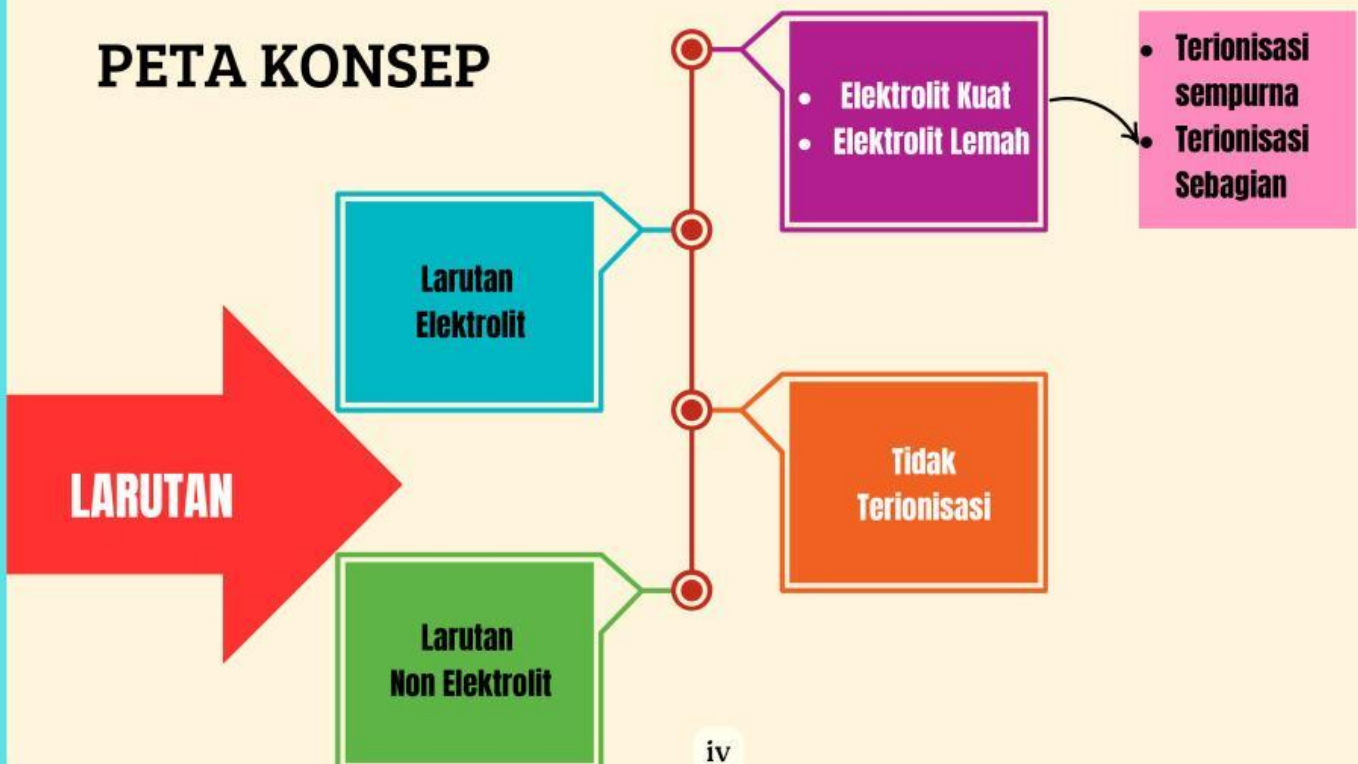 PETA KONSEP
• Elektrolit Kuat
• Elektrolit Lemah
• Terionisasi
sempurna
• Terionisasi
Sebagian
Larutan
Elektrolit
LARUTAN
Tidak
Terionisasi
Larutan
Non Elektrolit
iv